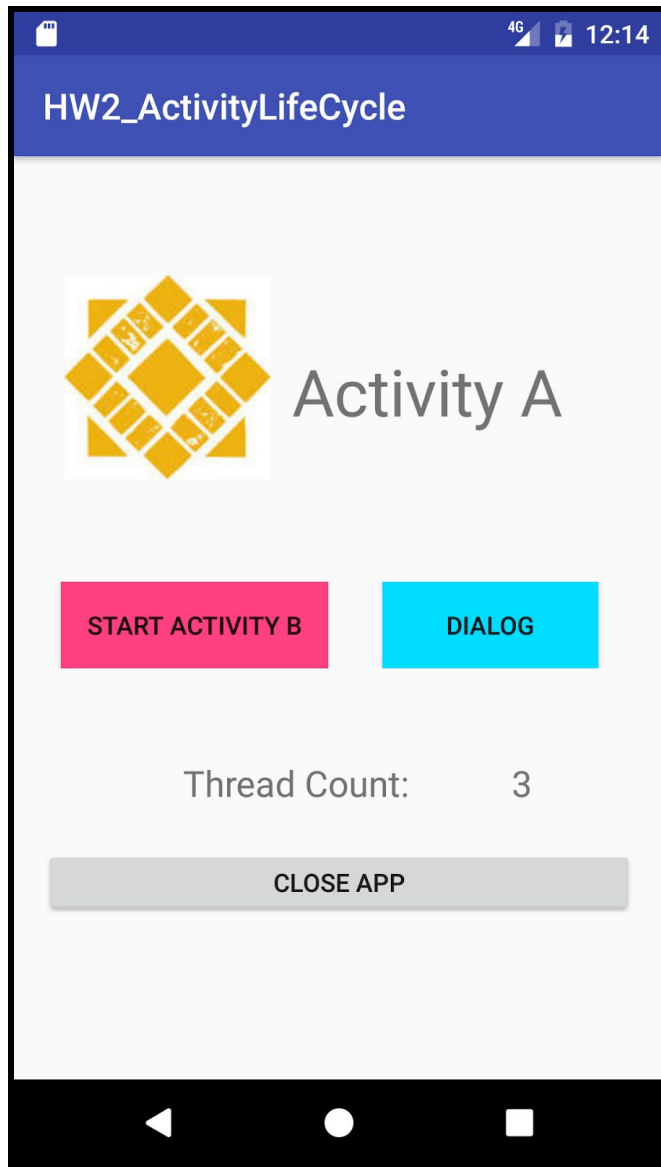 4G 12:14
HW2_ActivityLifeCycle
Activity A
START ACTIVITY B DIALOG
Thread Count: 3
CLOSE APP